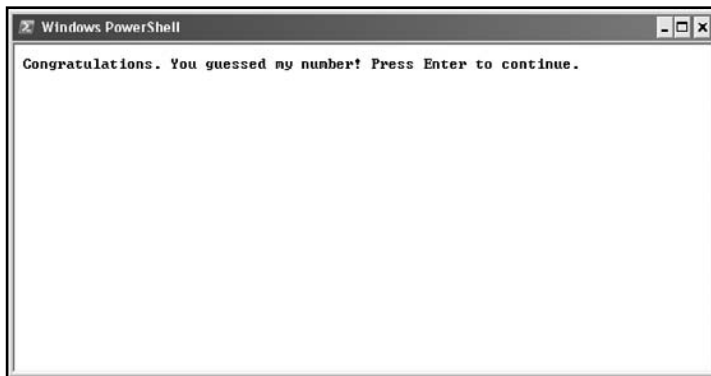 Windows PowerShell
Congratulations. You guessed my number! Press Enter to continue.